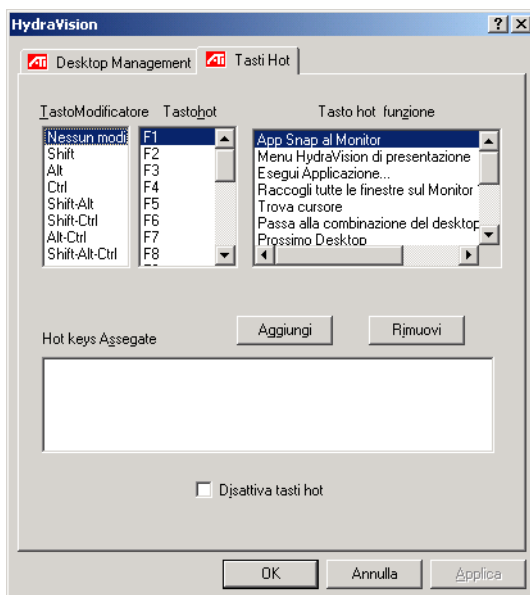 HydraVision
ATI Desktop Management ATI Tasti Hot
TastoModificatore Tastohot Tasto hot funzione
Nessun modi F1 App Snap al Monitor
Shift F2 Menu HydraVision di presentazione
Alt F3 Esegui Applicazione...
Ctrl F4 Raccogli tutte le finestre sul Monitor
Shift-Alt F5 Trova cursore
Shift-Ctrl F6 Passa alla combinazione del desktop
Alt-Ctrl F7 Prossimo Desktop
Shift-Alt-Ctrl F8
Aggiungi Rimuovi
Hot keys Assegate
Disattiva tasti hot
OK Annulla Applica